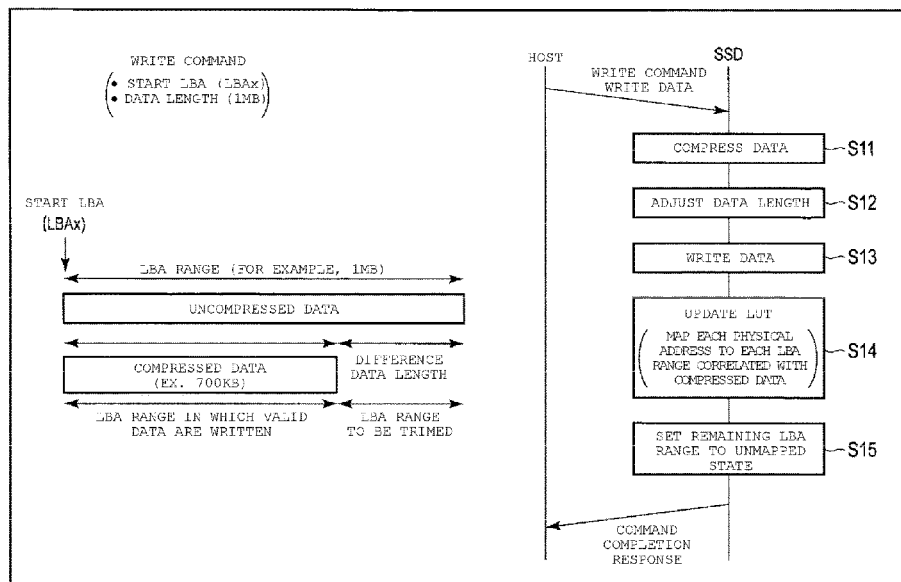 WRITE COMMAND
• START LBA (LBAx)
• DATA LENGTH (1MB)
START LBA
(LBAx)
LBA RANGE (FOR EXAMPLE, 1MB)
UNCOMPRESSED DATA
COMPRESSED DATA
(EX. 700KB)
DIFFERENCE
DATA LENGTH
LBA RANGE IN WHICH VALID
DATA ARE WRITTEN
LBA RANGE
TO BE TRIMED
HOST
SSD
WRITE COMMAND
WRITE DATA
COMPRESS DATA
S11
ADJUST DATA LENGTH
S12
WRITE DATA
S13
UPDATE LUT
MAP EACH PHYSICAL
ADDRESS TO EACH LBA
RANGE CORRELATED WITH
COMPRESSED DATA
S14
SET REMAINING LBA
RANGE TO UNMAPPED
STATE
S15
COMMAND
COMPLETION
RESPONSE